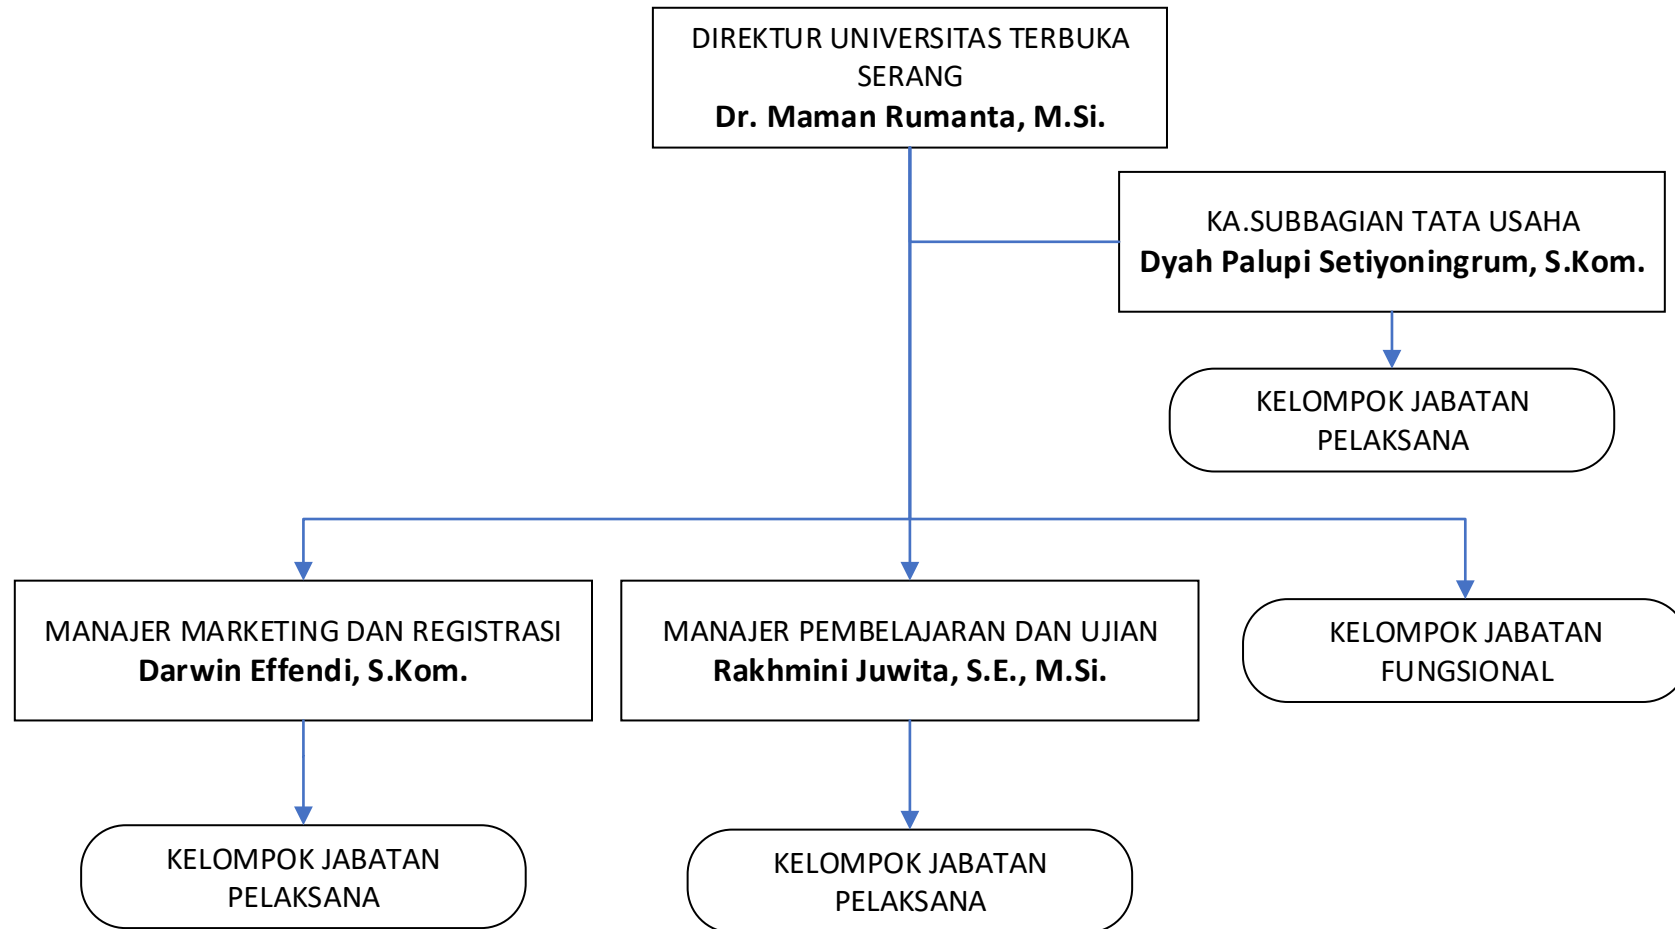 DIREKTUR UNIVERSITAS TERBUKA
SERANG
Dr. Maman Rumanta, M.Si.
KA.SUBBAGIAN TATA USAHA
Dyah Palupi Setiyoningrum, S.Kom.
KELOMPOK JABATAN
PELAKSANA
MANAJER MARKETING DAN REGISTRASI
Darwin Effendi, S.Kom.
MANAJER PEMBELAJARAN DAN UJIAN
Rakhmini Juwita, S.E., M.Si.
KELOMPOK JABATAN
FUNGSIONAL
KELOMPOK JABATAN
PELAKSANA
KELOMPOK JABATAN
PELAKSANA